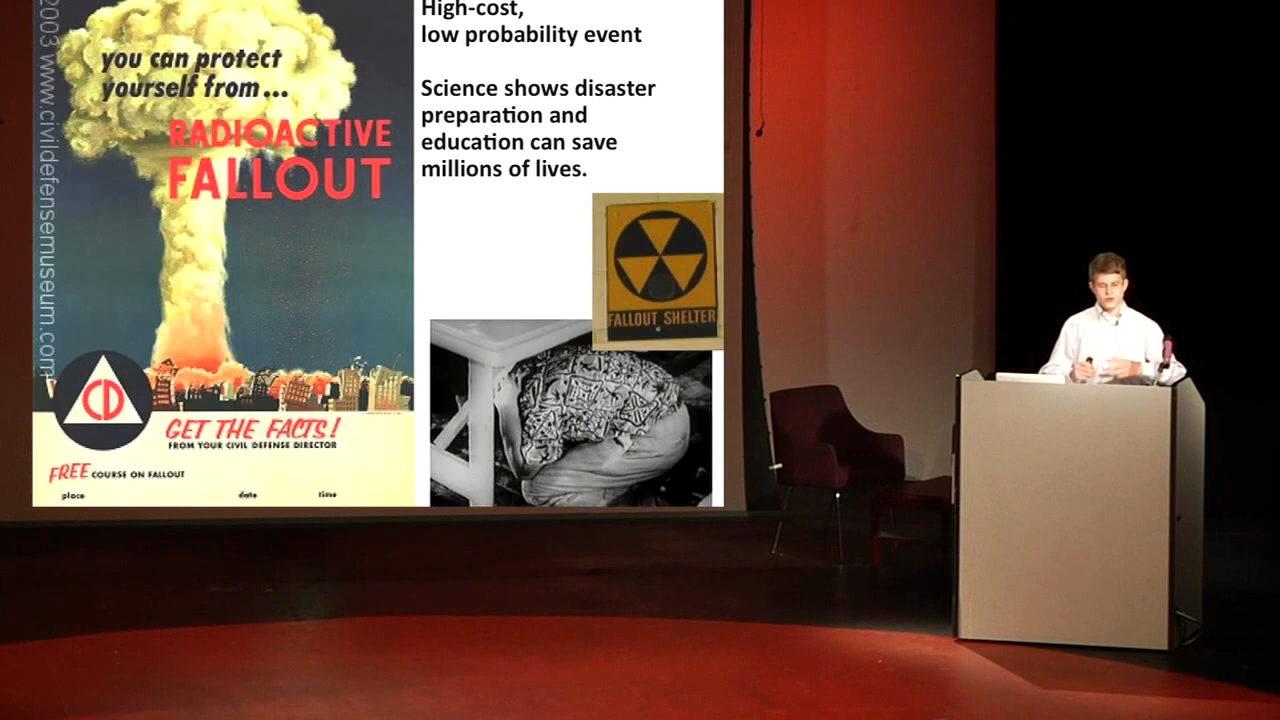 2003 www.civildefensemuseum.com
you can protect
yourself from...
RADIOACTIVE
FALLOUT
CD
GET THE FACTS!
FROM YOUR CIVIL DEFENSE DIRECTOR
FREE COURSE ON FALLOUT
place date time
High-cost,
low probability event
Science shows disaster
preparation and
education can save
millions of lives.
FALLOUT SHELTER